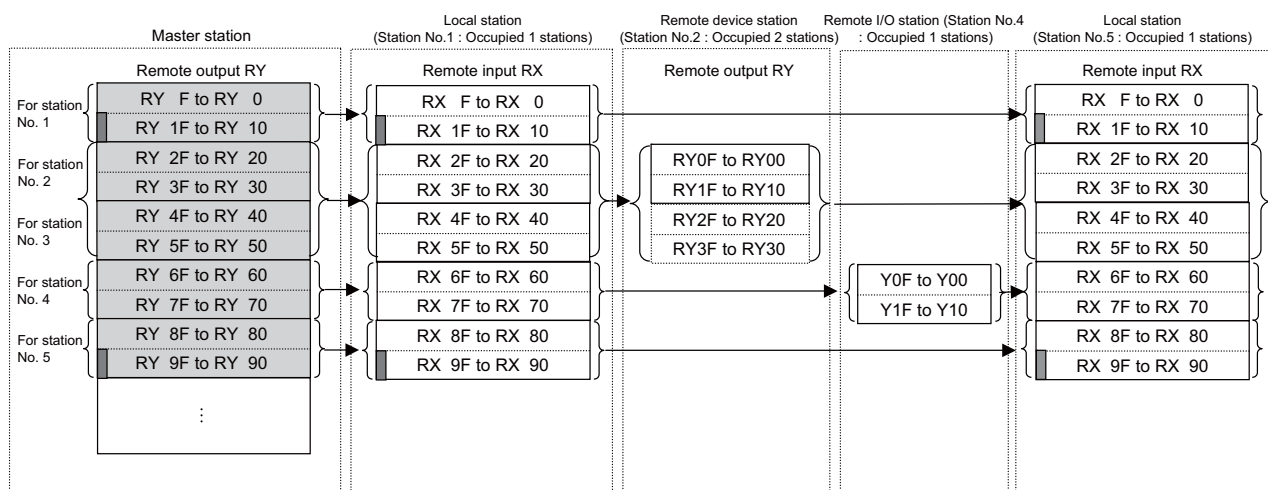 Master station
Local station
(Station No.1 : Occupied 1 stations)
Remote device station
(Station No.2 : Occupied 2 stations)
Remote I/O station (Station No.4
: Occupied 1 stations)
Local station
(Station No.5 : Occupied 1 stations)
Remote output RY
Remote input RX
Remote output RY
Remote input RX
For station
No. 1
For station
No. 2
For station
No. 3
For station
No. 4
For station
No. 5
RY F to RY 0
RY 1F to RY 10
RY 2F to RY 20
RY 3F to RY 30
RY 4F to RY 40
RY 5F to RY 50
RY 6F to RY 60
RY 7F to RY 70
RY 8F to RY 80
RY 9F to RY 90
⋮
RX F to RX 0
RX 1F to RX 10
RX 2F to RX 20
RX 3F to RX 30
RX 4F to RX 40
RX 5F to RX 50
RX 6F to RX 60
RX 7F to RX 70
RX 8F to RX 80
RX 9F to RX 90
RY0F to RY00
RY1F to RY10
RY2F to RY20
RY3F to RY30
Y0F to Y00
Y1F to Y10
RX F to RX 0
RX 1F to RX 10
RX 2F to RX 20
RX 3F to RX 30
RX 4F to RX 40
RX 5F to RX 50
RX 6F to RX 60
RX 7F to RX 70
RX 8F to RX 80
RX 9F to RX 90